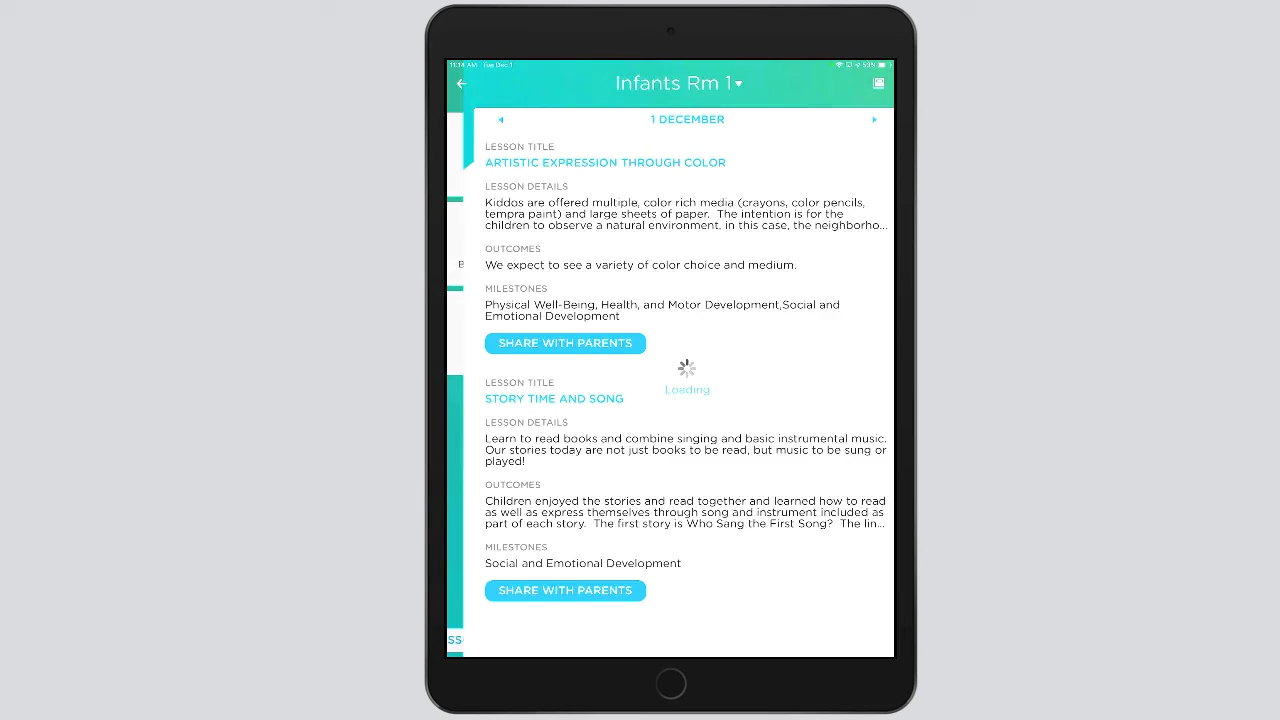 11:14 AM Tue Dec 1
53%
Infants Rm 1
1 DECEMBER
LESSON TITLE
ARTISTIC EXPRESSION THROUGH COLOR
LESSON DETAILS
Kiddos are offered multiple, color rich media (crayons, color pencils,
tempra paint) and large sheets of paper. The intention is for the
children to observe a natural environment, in this case, the neighborho...
OUTCOMES
B
We expect to see a variety of color choice and medium.
MILESTONES
Physical Well-Being, Health, and Motor Development,Social and
Emotional Development
SHARE WITH PARENTS
Loading
LESSON TITLE
STORY TIME AND SONG
LESSON DETAILS
Learn to read books and combine singing and basic instrumental music.
Our stories today are not just books to be read, but music to be sung or
played!
OUTCOMES
Children enjoyed the stories and read together and learned how to read
as well as express themselves through song and instrument included as
part of each story. The first story is Who Sang the First Song? The lin...
MILESTONES
Social and Emotional Development
SHARE WITH PARENTS
SS